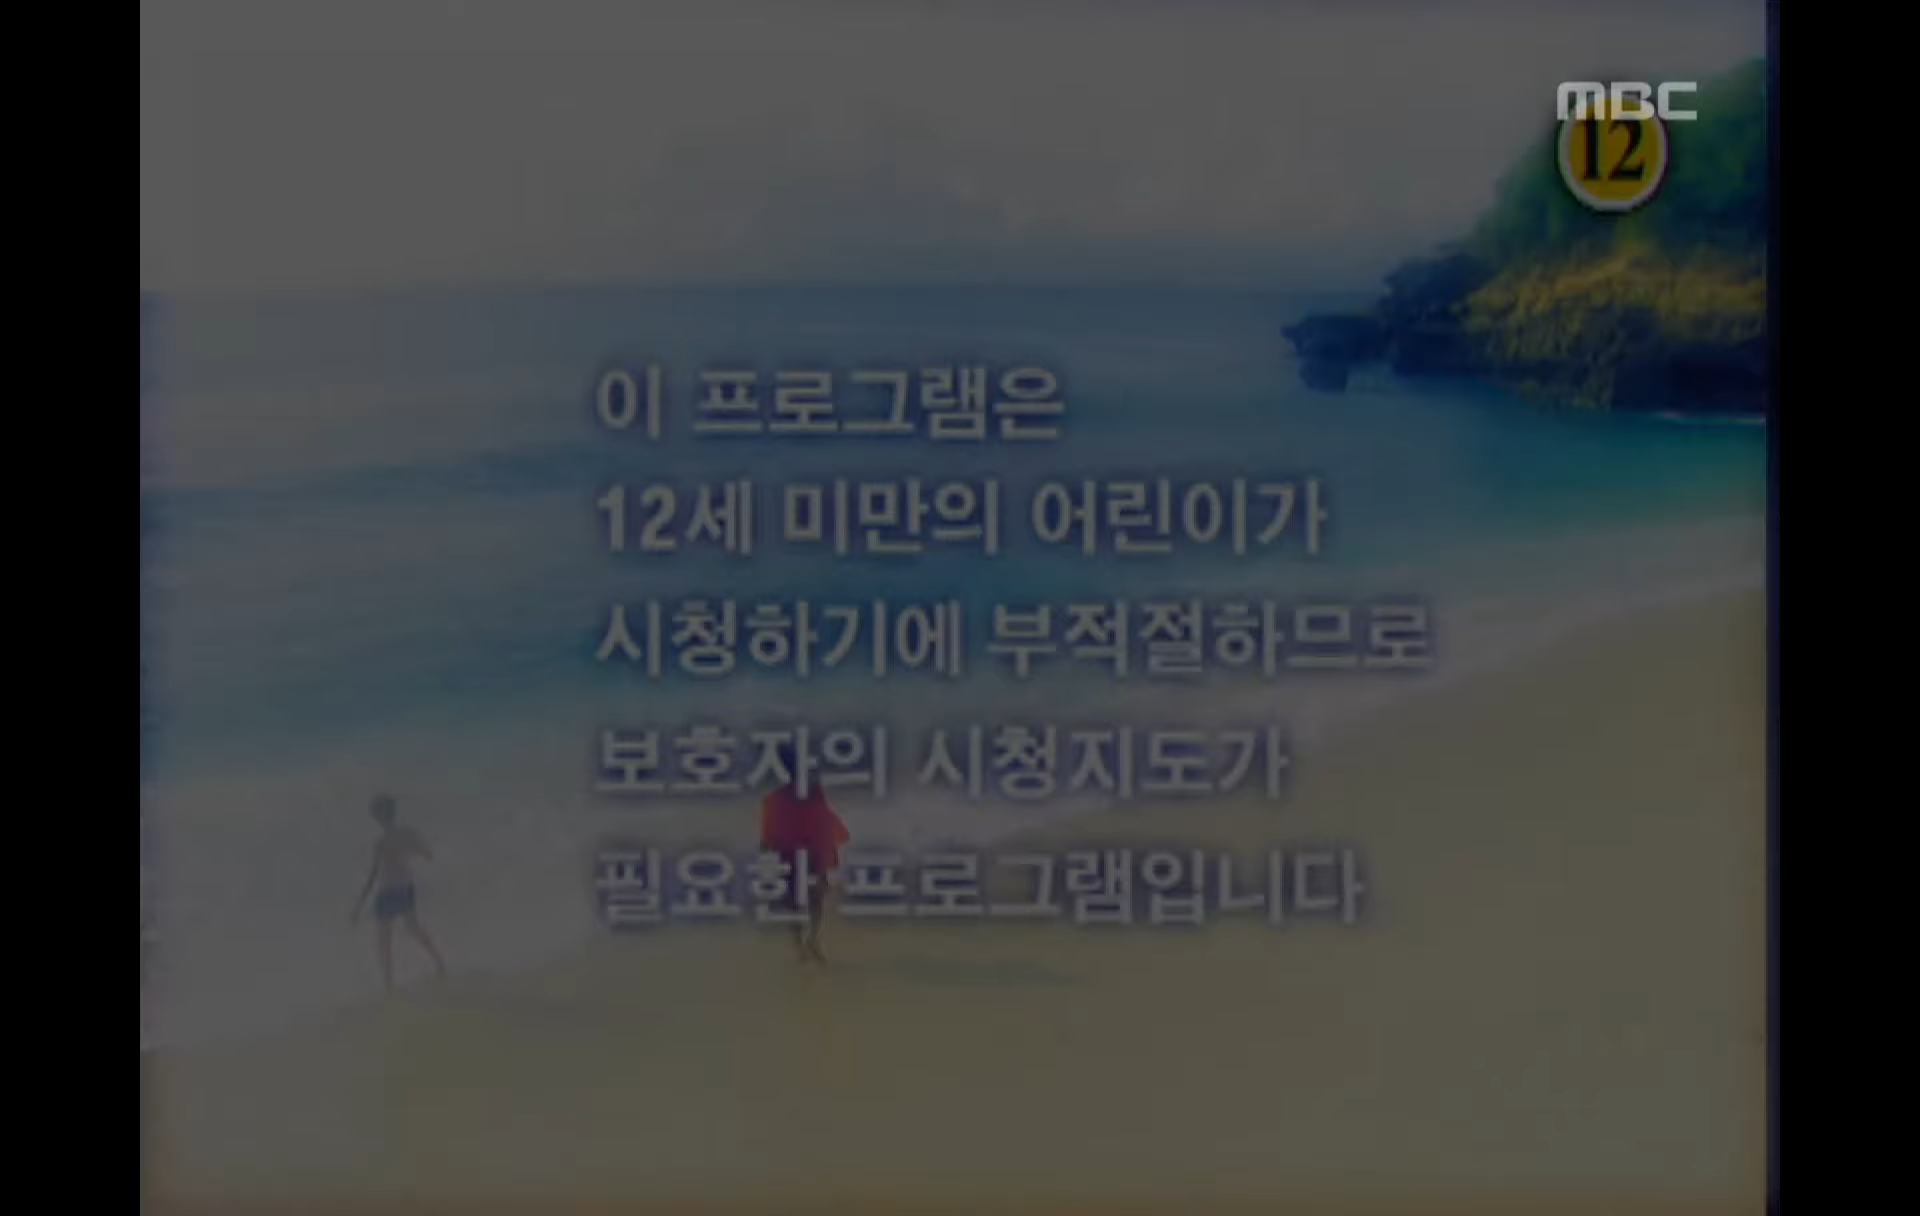 MBC
12
이 프로그램은
12세 미만의 어린이가
시청하기에 부적절하므로
보호자의 시청지도가
필요한 프로그램입니다